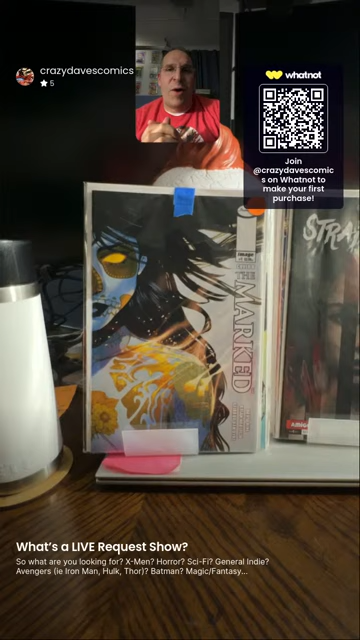 crazydavescomics
5
whatnot
Join
@crazydavescomic
s on Whatnot to
make your first
purchase!
image
THE
MARKED
STRA
What's a LIVE Request Show?
So what are you looking for? X-Men? Horror? Sci-Fi? General Indie?
Avengers (ie Iron Man, Hulk, Thor)? Batman? Magic/Fantasy...